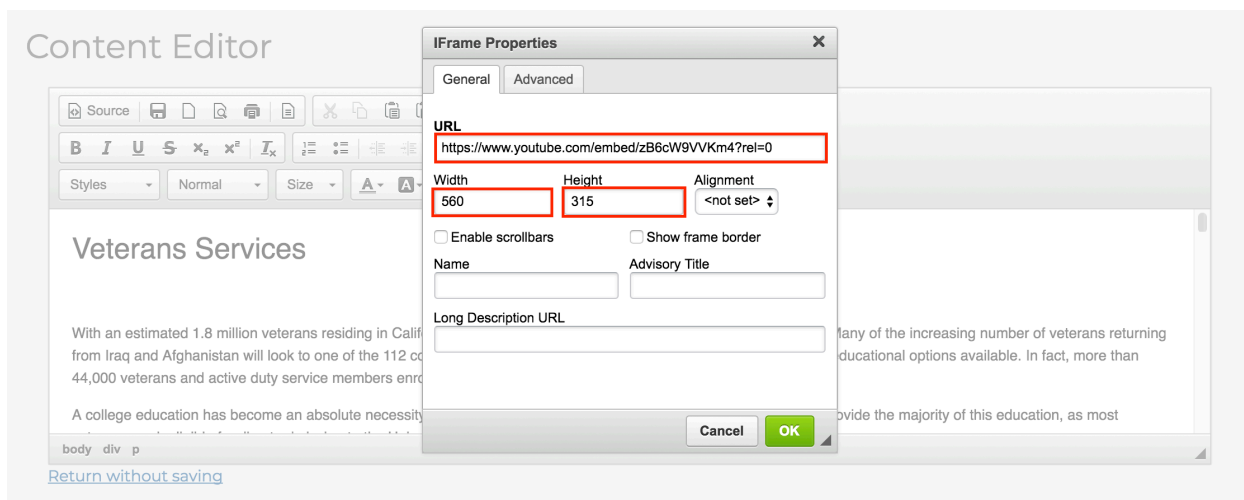 Content Editor
IFrame Properties
General Advanced
Source
URL
https://www.youtube.com/embed/zB6cW9VVKm4?rel=0
B I U S x₂ x² Tx
Width Height Alignment
560 315 <not set>
Styles Normal Size A A
Enable scrollbars Show frame border
Veterans Services
Name Advisory Title
Long Description URL
With an estimated 1.8 million veterans residing in Many of the increasing number of veterans returning
from Iraq and Afghanistan will look to one of the 112 educational options available. In fact, more than
44,000 veterans and active duty service members
A college education has become an absolute necessity the majority of this education, as most
Cancel OK
body div p
Return without saving